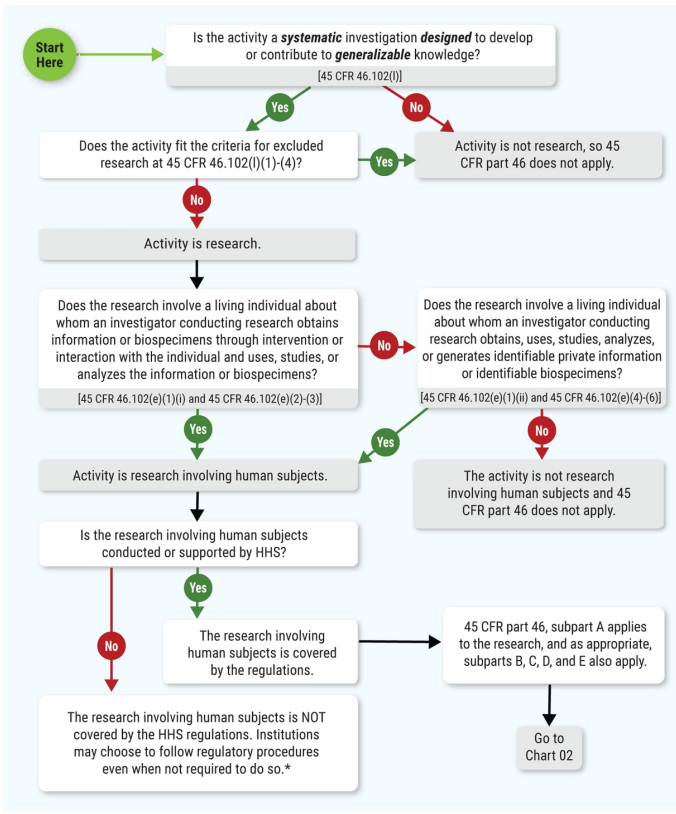 Start
Here
Is the activity a systematic investigation designed to develop
or contribute to generalizable knowledge?
[45 CFR 46.102(l)]
Yes
No
Does the activity fit the criteria for excluded
research at 45 CFR 46.102(l)(1)-(4)?
Yes
Activity is not research, so 45
CFR part 46 does not apply.
No
Activity is research.
Does the research involve a living individual about
whom an investigator conducting research obtains
information or biospecimens through intervention or
interaction with the individual and uses, studies, or
analyzes the information or biospecimens?
[45 CFR 46.102(e)(1)(i) and 45 CFR 46.102(e)(2)-(3)]
No
Does the research involve a living individual
about whom an investigator conducting
research obtains, uses, studies, analyzes,
or generates identifiable private information
or identifiable biospecimens?
[45 CFR 46.102(e)(1)(ii) and 45 CFR 46.102(e)(4)-(6)]
Yes
Yes
No
Activity is research involving human subjects.
The activity is not research
involving human subjects and 45
CFR part 46 does not apply.
Is the research involving human subjects
conducted or supported by HHS?
Yes
No
The research involving
human subjects is covered
by the regulations.
45 CFR part 46, subpart A applies
to the research, and as appropriate,
subparts B, C, D, and E also apply.
The research involving human subjects is NOT
covered by the HHS regulations. Institutions
may choose to follow regulatory procedures
even when not required to do so.*
Go to
Chart 02